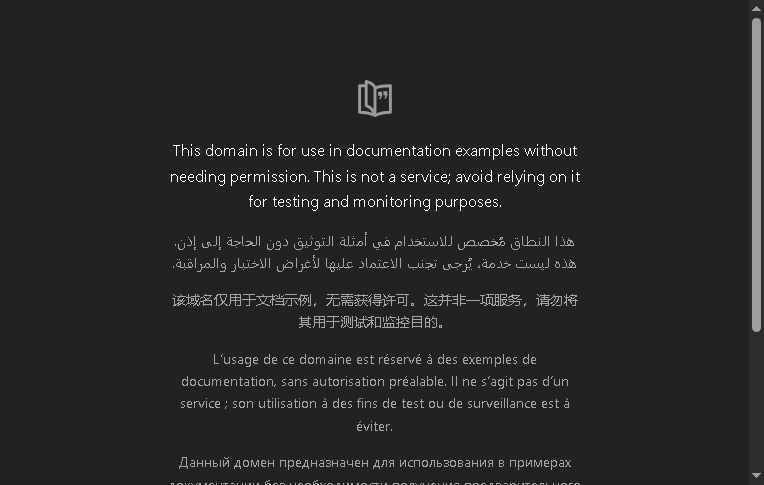 This domain is for use in documentation examples without
needing permission. This is not a service; avoid relying on it
for testing and monitoring purposes.
هذا النطاق مُخصص للاستخدام في أمثلة التوثيق دون الحاجة إلى إذن.
هذه ليست خدمة، يُرجى تجنب الاعتماد عليها لأغراض الاختبار والمراقبة.
该域名仅用于文档示例，无需获得许可。这并非一项服务，请勿将
其用于测试和监控目的。
L’usage de ce domaine est réservé à des exemples de
documentation, sans autorisation préalable. Il ne s’agit pas d’un
service ; son utilisation à des fins de test ou de surveillance est à
éviter.
Данный домен предназначен для использования в примерах
документации без необходимости получения предварительного